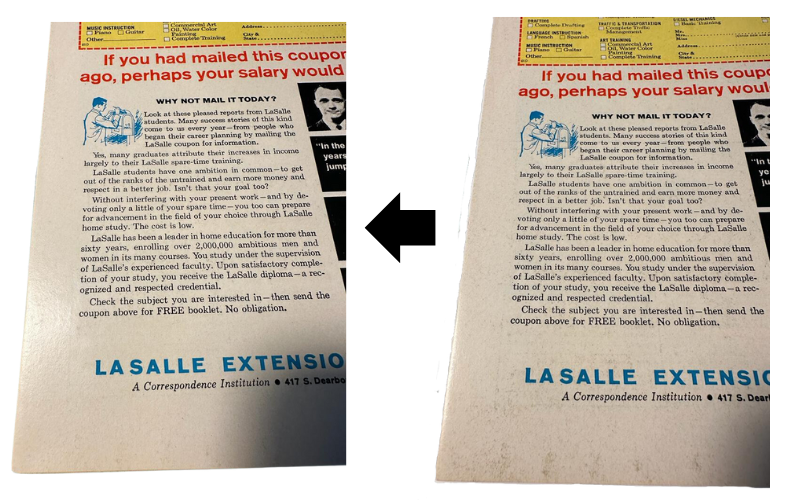 MUSIC INSTRUCTION
Piano Guitar
Other
Commercial Art
Oil, Water Color
Painting
Complete Training
Address
City &
State
If you had mailed this coupo
ago, perhaps your salary would
WHY NOT MAIL IT TODAY?
Look at these pleased reports from LaSalle
students. Many success stories of this kind
come to us every year—from people who
began their career planning by mailing the
LaSalle coupon for information.
Yes, many graduates attribute their increases in income
largely to their LaSalle spare-time training.
LaSalle students have one ambition in common—to get
out of the ranks of the untrained and earn more money and
respect in a better job. Isn't that your goal too?
Without interfering with your present work—and by de-
voting only a little of your spare time—you too can prepare
for advancement in the field of your choice through LaSalle
home study. The cost is low.
LaSalle has been a leader in home education for more than
sixty years, enrolling over 2,000,000 ambitious men and
women in its many courses. You study under the supervision
of LaSalle's experienced faculty. Upon satisfactory comple-
tion of your study, you receive the LaSalle diploma—a rec-
ognized and respected credential.
Check the subject you are interested in—then send the
coupon above for FREE booklet. No obligation.
"In the
years
jump
LASALLE EXTENSIO
A Correspondence Institution ● 417 S. Dearbo
DRAFTING
Complete Drafting
LANGUAGE INSTRUCTION
French Spanish
MUSIC INSTRUCTION
Piano Guitar
Other
TRAFFIC & TRANSPORTATION
Complete Traffic
Management
ART TRAINING
Commercial Art
Oil, Water Color
Painting
Complete Training
Basic Training
Mr.
Mrs.
Miss
Address
City &
State
If you had mailed this coupo
ago, perhaps your salary woul
WHY NOT MAIL IT TODAY?
Look at these pleased reports from LaSalle
students. Many success stories of this kind
come to us every year—from people who
began their career planning by mailing the
LaSalle coupon for information.
Yes, many graduates attribute their increases in income
largely to their LaSalle spare-time training.
LaSalle students have one ambition in common—to get
out of the ranks of the untrained and earn more money and
respect in a better job. Isn't that your goal too?
Without interfering with your present work—and by de-
voting only a little of your spare time—you too can prepare
for advancement in the field of your choice through LaSalle
home study. The cost is low.
LaSalle has been a leader in home education for more than
sixty years, enrolling over 2,000,000 ambitious men and
women in its many courses. You study under the supervision
of LaSalle's experienced faculty. Upon satisfactory comple-
tion of your study, you receive the LaSalle diploma—a rec-
ognized and respected credential.
Check the subject you are interested in—then send the
coupon above for FREE booklet. No obligation.
"In t
ye
ju
LASALLE EXTENSIO
A Correspondence Institution ● 417 S. Dearl